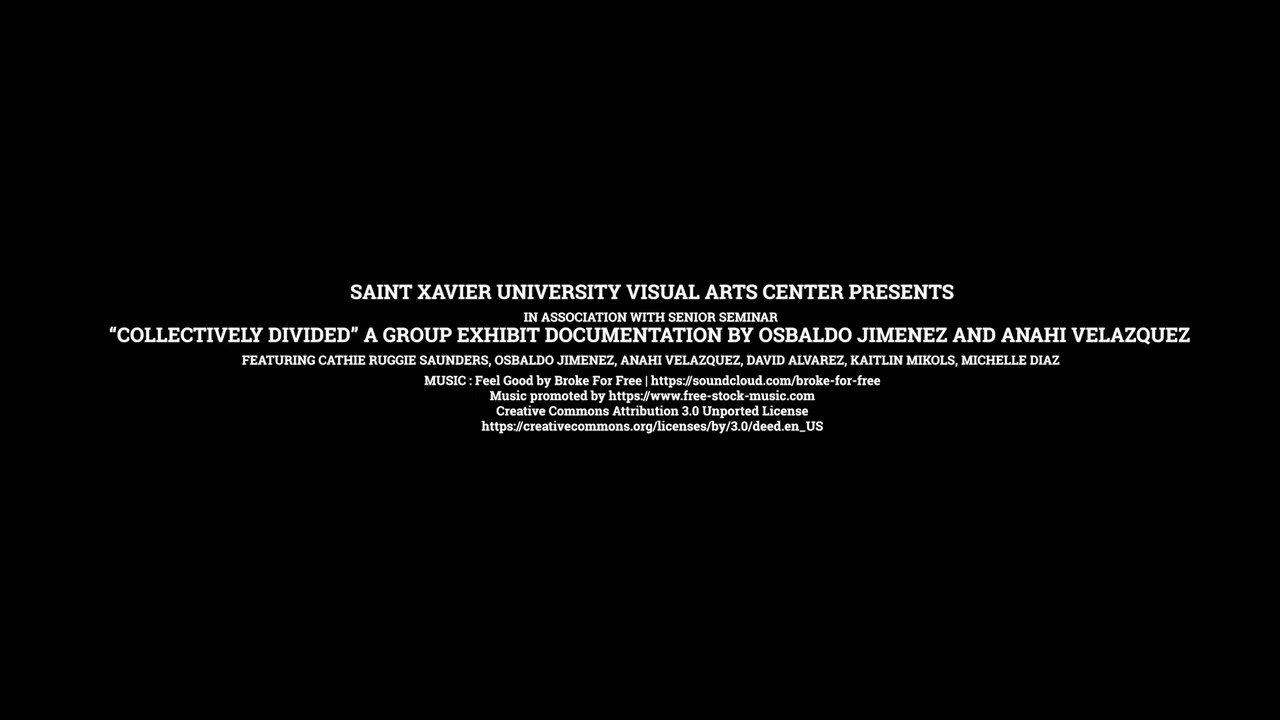 SAINT XAVIER UNIVERSITY VISUAL ARTS CENTER PRESENTS
IN ASSOCIATION WITH SENIOR SEMINAR
“COLLECTIVELY DIVIDED” A GROUP EXHIBIT DOCUMENTATION BY OSBALDO JIMENEZ AND ANAHI VELAZQUEZ
FEATURING CATHIE RUGGIE SAUNDERS, OSBALDO JIMENEZ, ANAHI VELAZQUEZ, DAVID ALVAREZ, KAITLIN MIKOLS, MICHELLE DIAZ
MUSIC : Feel Good by Broke For Free | https://soundcloud.com/broke-for-free
Music promoted by https://www.free-stock-music.com
Creative Commons Attribution 3.0 Unported License
https://creativecommons.org/licenses/by/3.0/deed.en_US